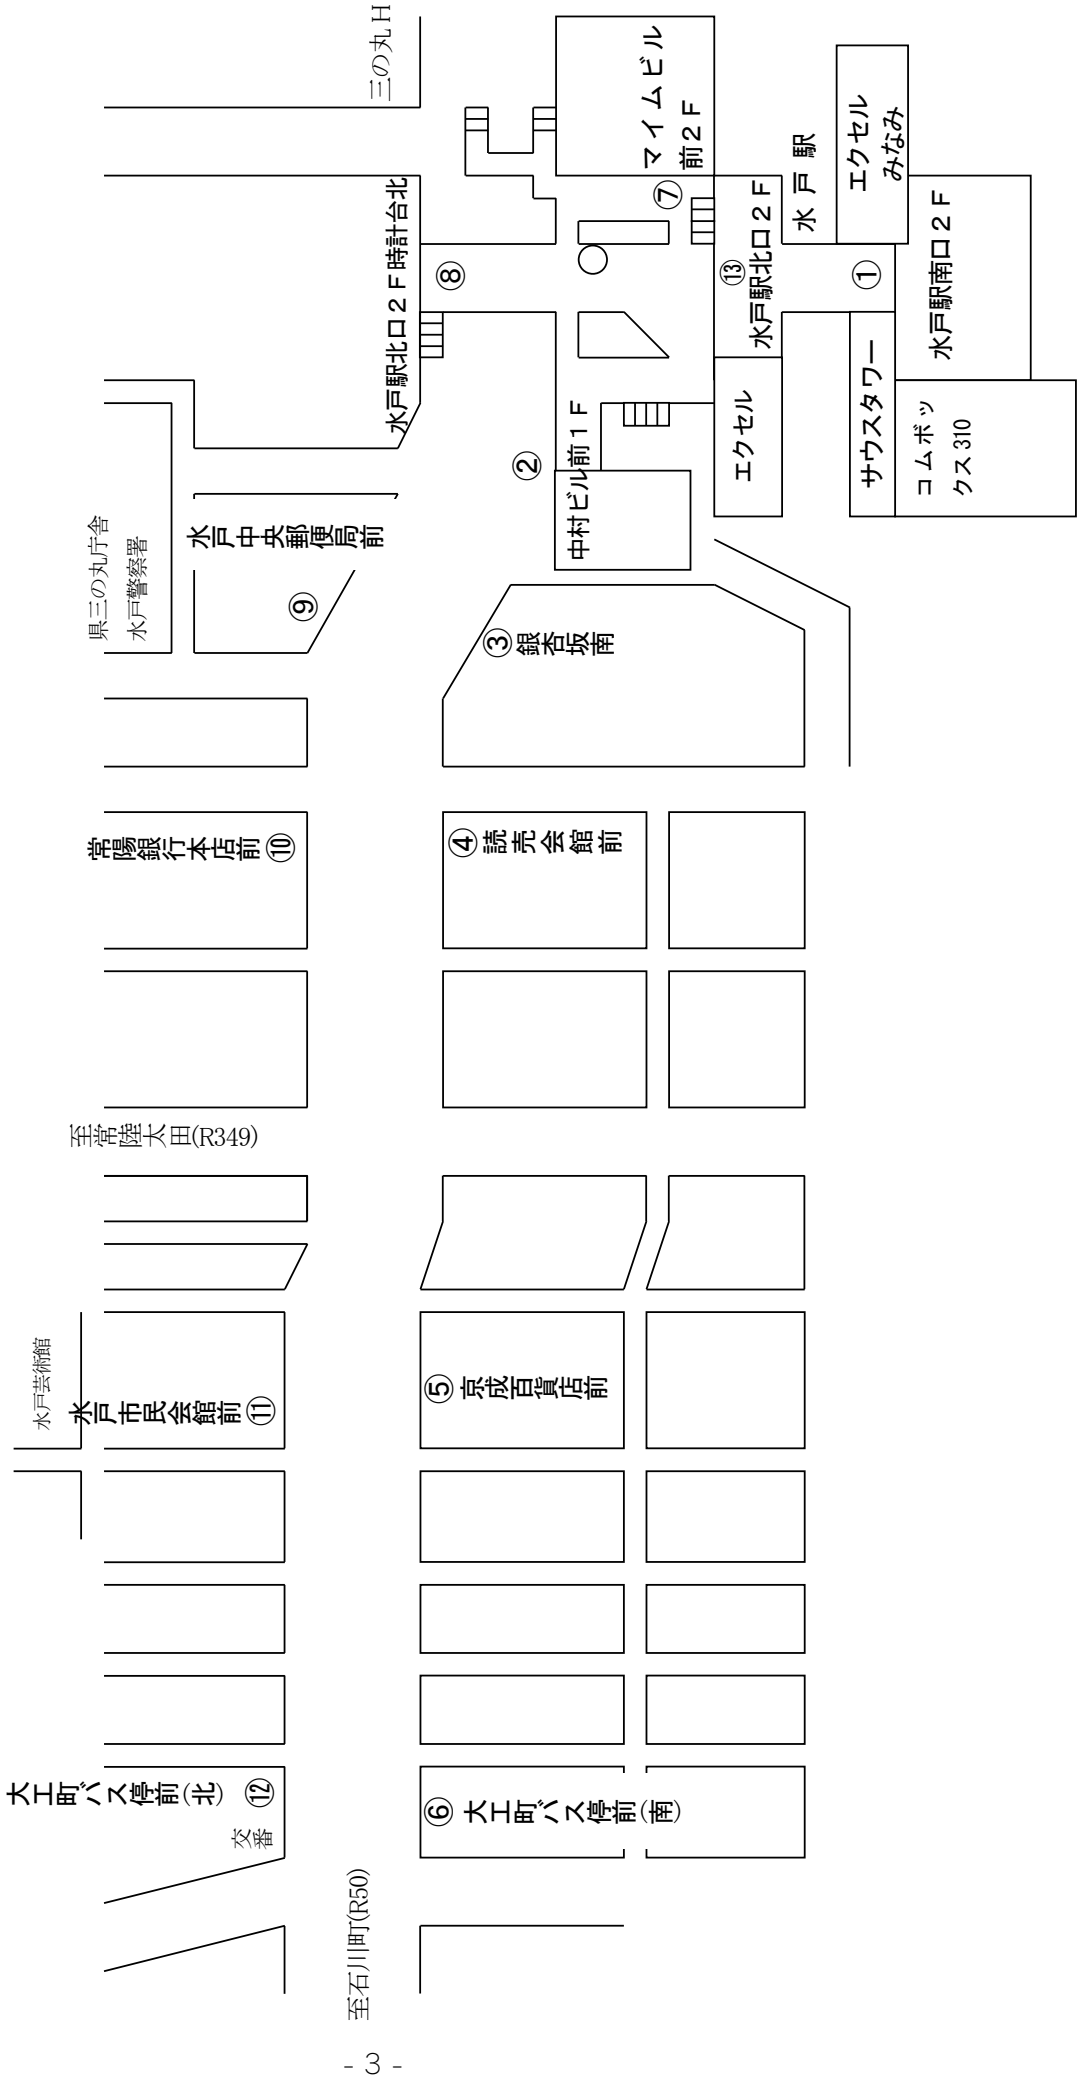 三の丸H
マイムビル
前２Ｆ
⑦
水戸駅
エクセル
みなみ
水戸駅北口２Ｆ時計台北
⑧
⑬
水戸駅北口２Ｆ
①
水戸駅南口２Ｆ
エクセル
サウスタワー
コムボッ
クス310
②
中村ビル前１Ｆ
県三の丸庁舎
水戸警察署
水戸中央郵便局前
⑨
③銀杏坂南
常陽銀行本店前⑩
④読売会館前
至常陸太田(R349)
水戸芸術館
水戸市民会館前⑪
⑤京成百貨店前
大工町バス停前(北) ⑫
交番
⑥ 大工町バス停前(南)
至石川町(R50)
- 3 -